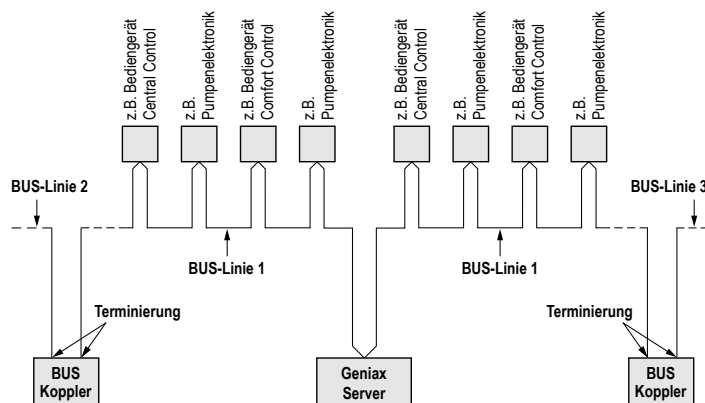 z.B. Bediengerät
Central Control
z.B.
Pumpenelektronik
z.B. Bediengerät
Comfort Control
z.B.
Pumpenelektronik
z.B. Bediengerät
Central Control
z.B.
Pumpenelektronik
z.B. Bediengerät
Comfort Control
z.B.
Pumpenelektronik
BUS-Linie 2
BUS-Linie 3
BUS-Linie 1
BUS-Linie 1
Terminierung
Terminierung
BUS
Koppler
Geniax
Server
BUS
Koppler